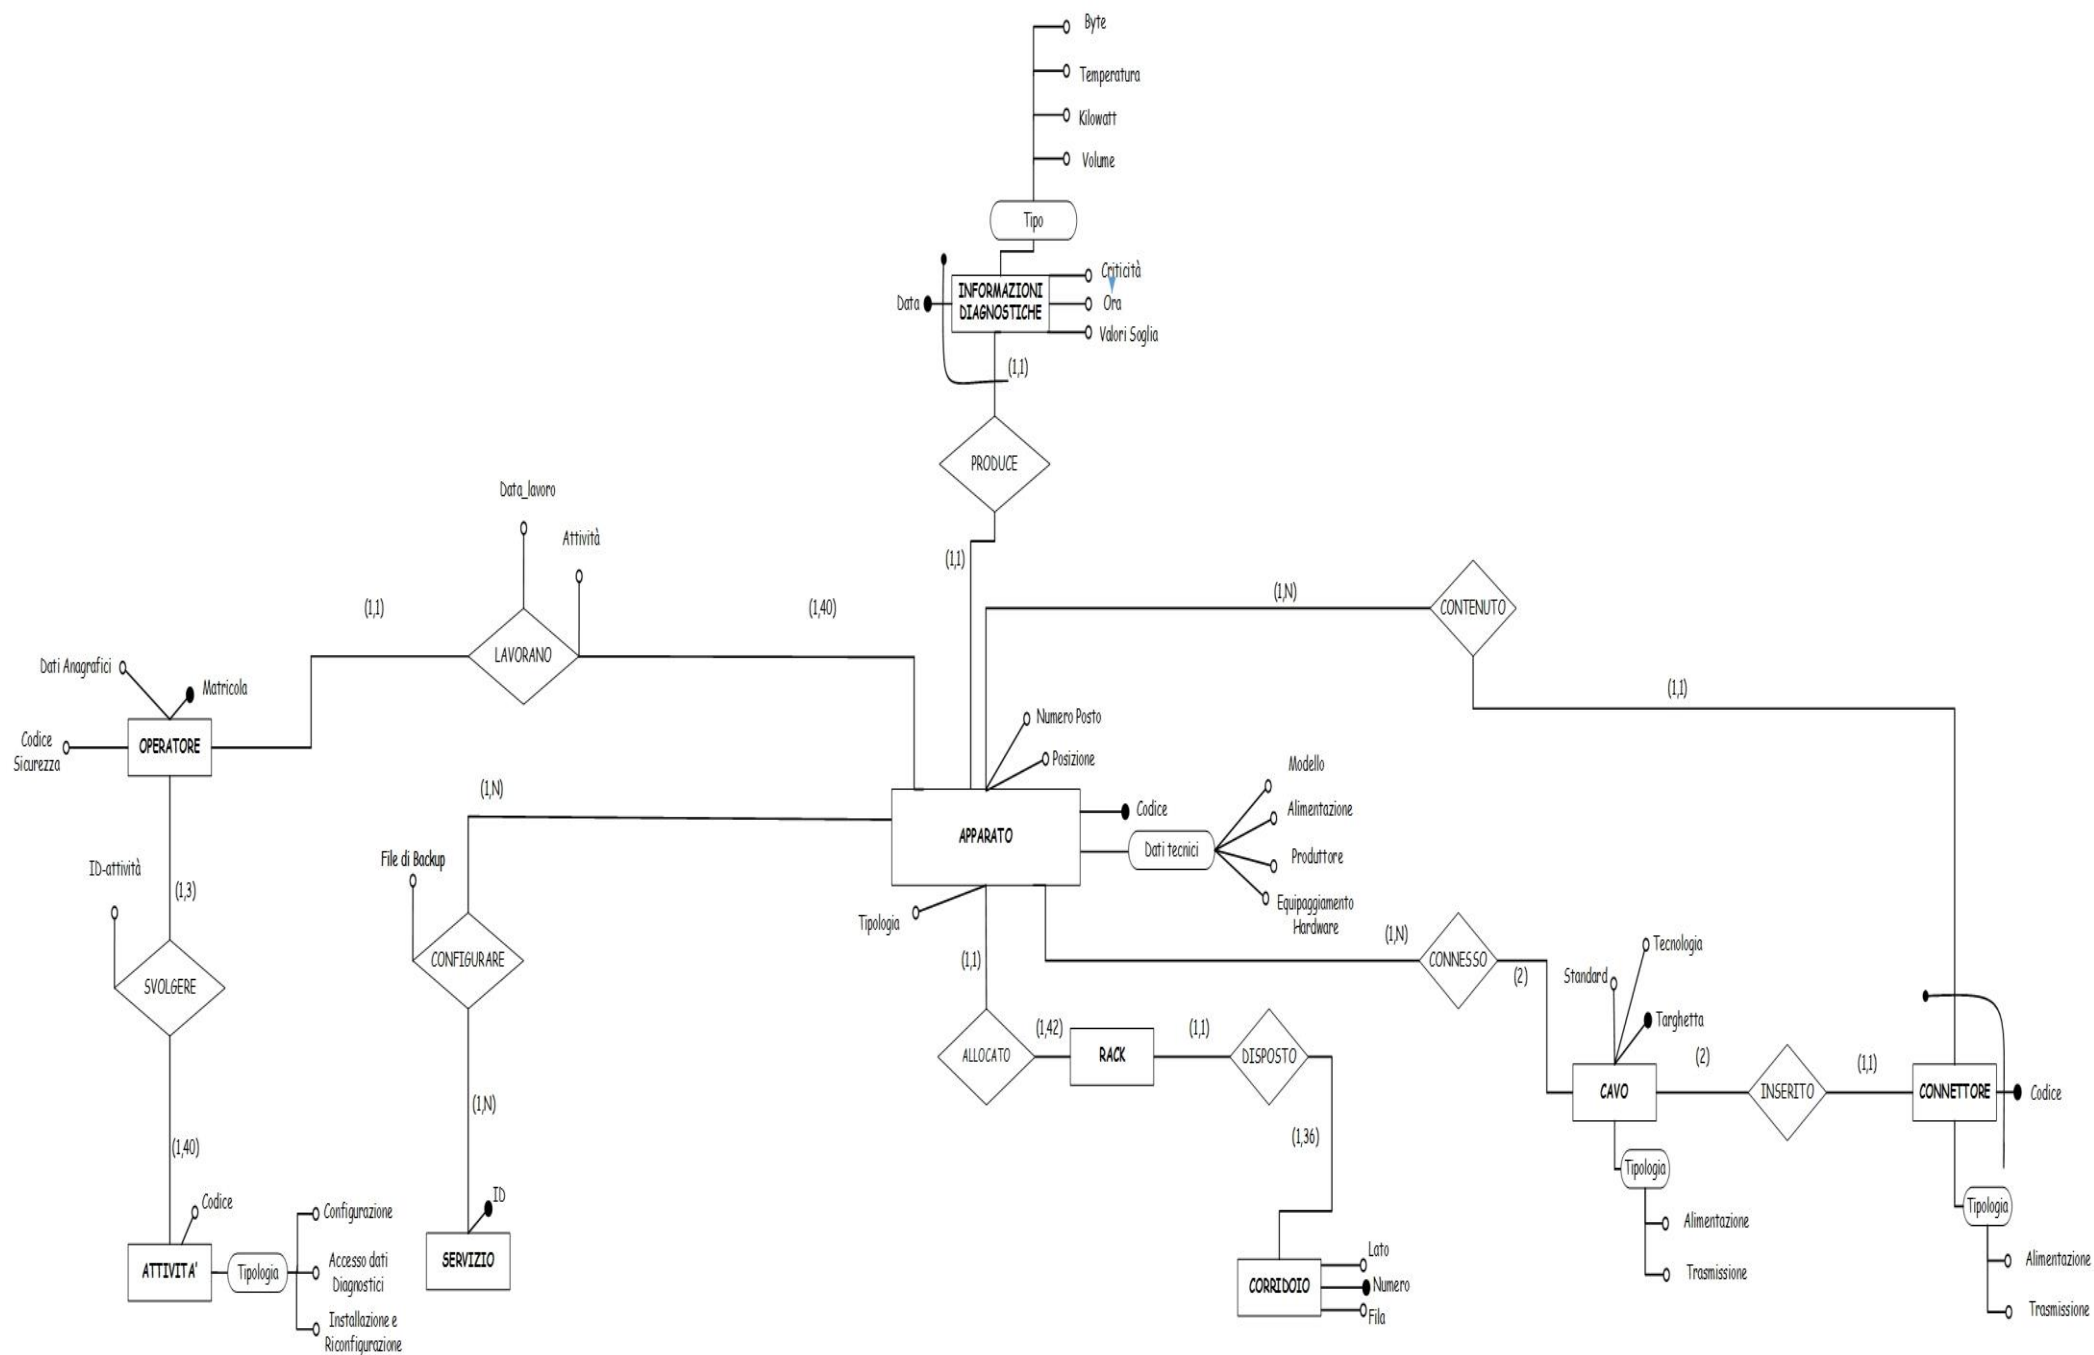 Byte
Temperatura
Kilowatt
Volume
Tipo
Criticità
INFORMAZIONI
DIAGNOSTICHE
Data
Ora
Valori Soglia
(1,1)
PRODUCE
Data_lavoro
Attività
(1,1)
(1,N)
CONTENUTO
(1,1)
(1,40)
LAVORANO
Dati Anagrafici
Matricola
(1,1)
Codice
Sicurezza
OPERATORE
Numero Posto
Posizione
Modello
(1,N)
Codice
Alimentazione
APPARATO
Dati tecnici
Produttore
Equipaggiamento
Hardware
File di Backup
ID-attività
(1,3)
Tipologia
(1,N)
CONNESSO
(2)
Tecnologia
Standard
CONFIGURARE
(1,1)
SVOLGERE
Targhetta
(1,42)
(1,1)
ALLOCATO
RACK
DISPOSTO
(2)
(1,1)
CAVO
INSERITO
CONNETTORE
Codice
(1,N)
(1,36)
(1,40)
Tipologia
Alimentazione
Trasmissione
Tipologia
Alimentazione
Trasmissione
Codice
ID
Configurazione
ATTIVITA'
Tipologia
Accesso dati
Diagnostici
Installazione e
Riconfigurazione
SERVIZIO
Lato
CORRIDOIO
Numero
Fila